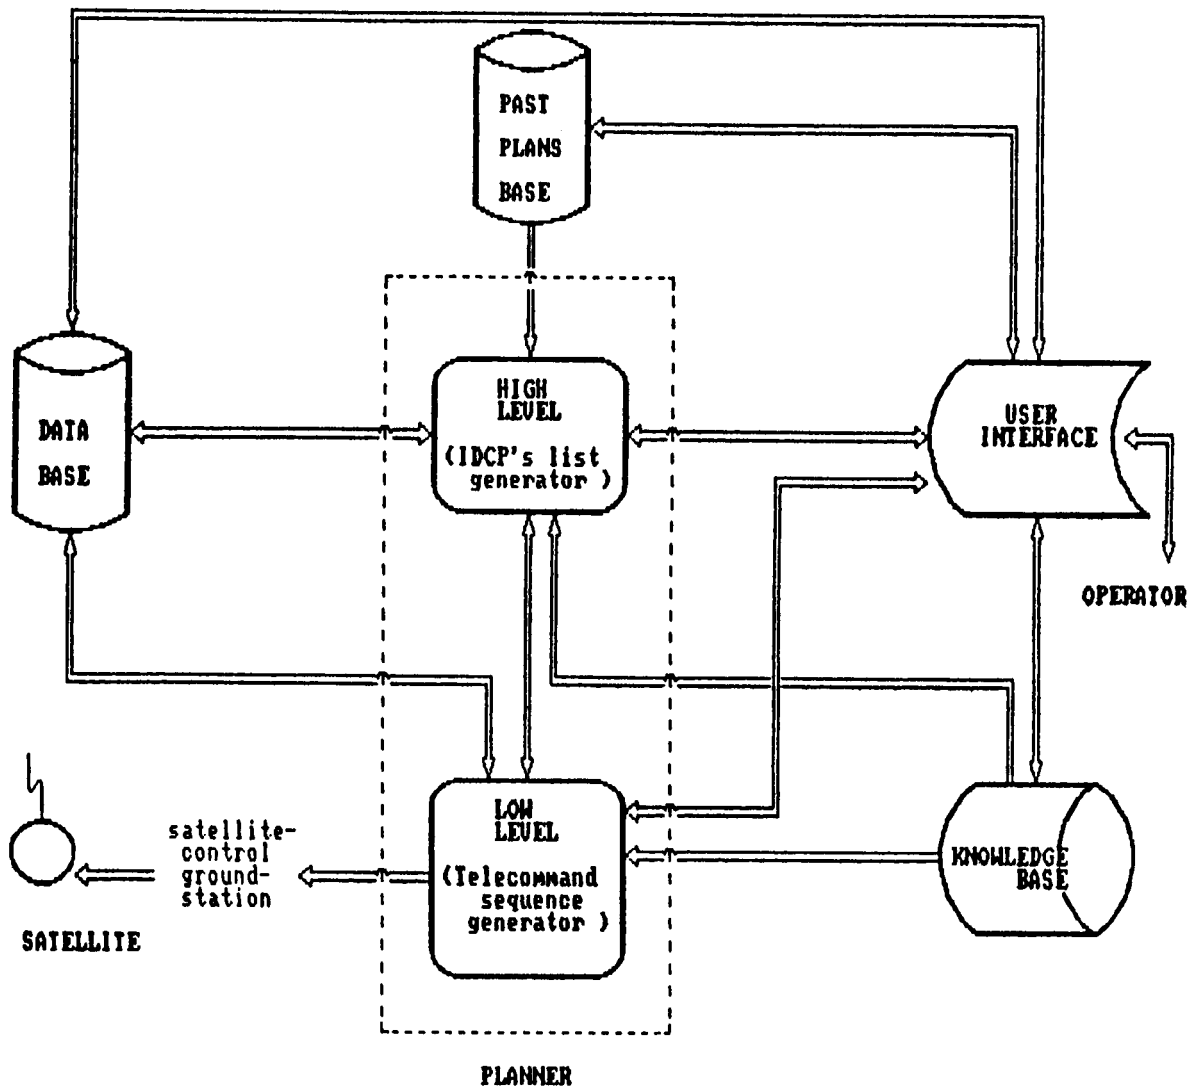 PAST
PLANS
BASE
HIGH
LEVEL
(IDCP's list
generator )
DATA
BASE
USER
INTERFACE
OPERATOR
LOW
LEVEL
(Telecommand
sequence
generator )
satellite-
control
ground-
station
SATELLITE
KNOWLEDGE
BASE
PLANNER